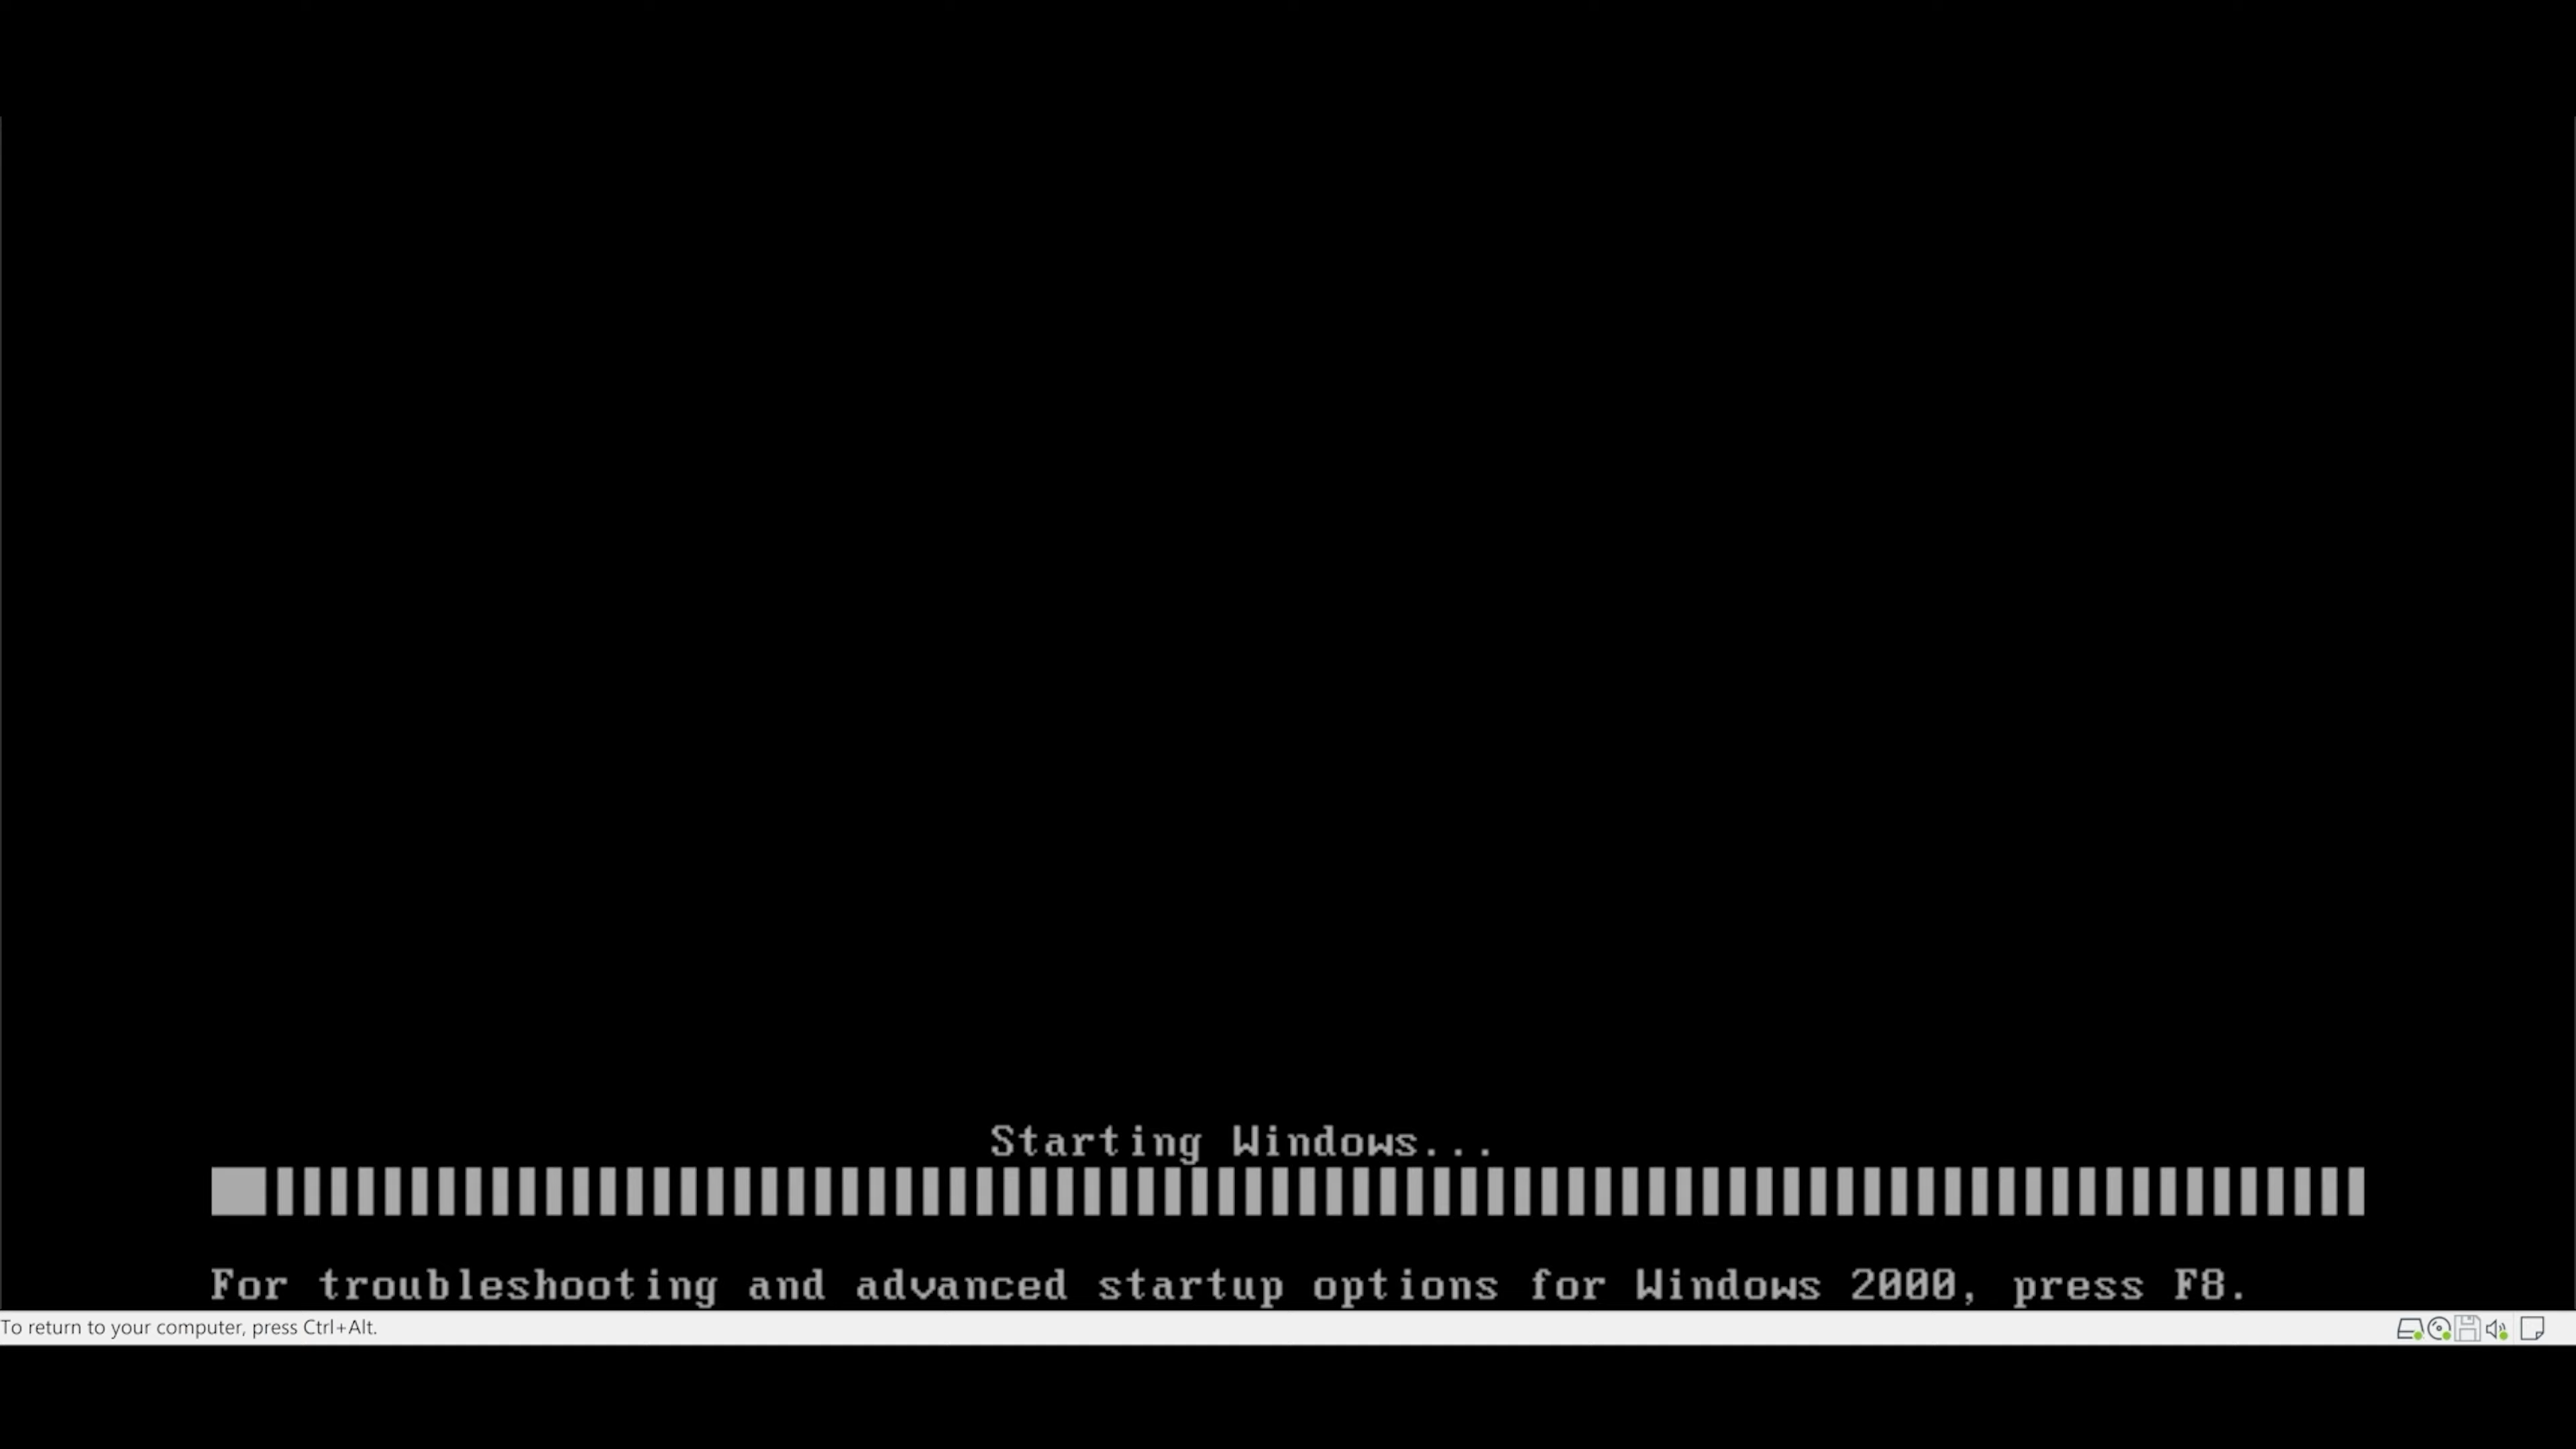 Starting Windows...
For troubleshooting and advanced startup options for Windows 2000, press F8.
To return to your computer, press Ctrl+Alt.